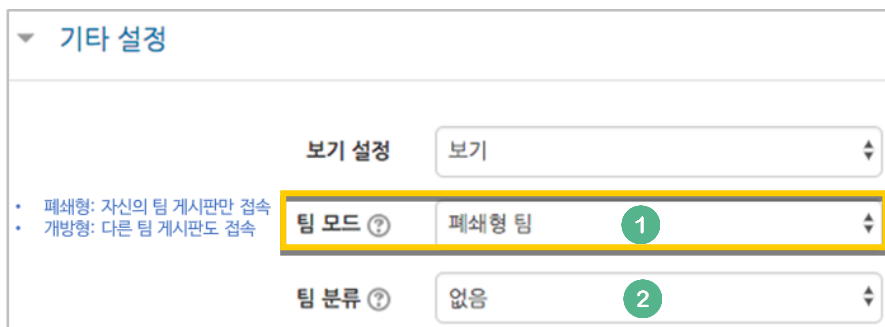 기타 설정
보기 설정 보기
• 폐쇄형: 자신의 팀 게시판만 접속
• 개방형: 다른 팀 게시판도 접속
팀 모드 ? 폐쇄형 팀 1
팀 분류 ? 없음 2